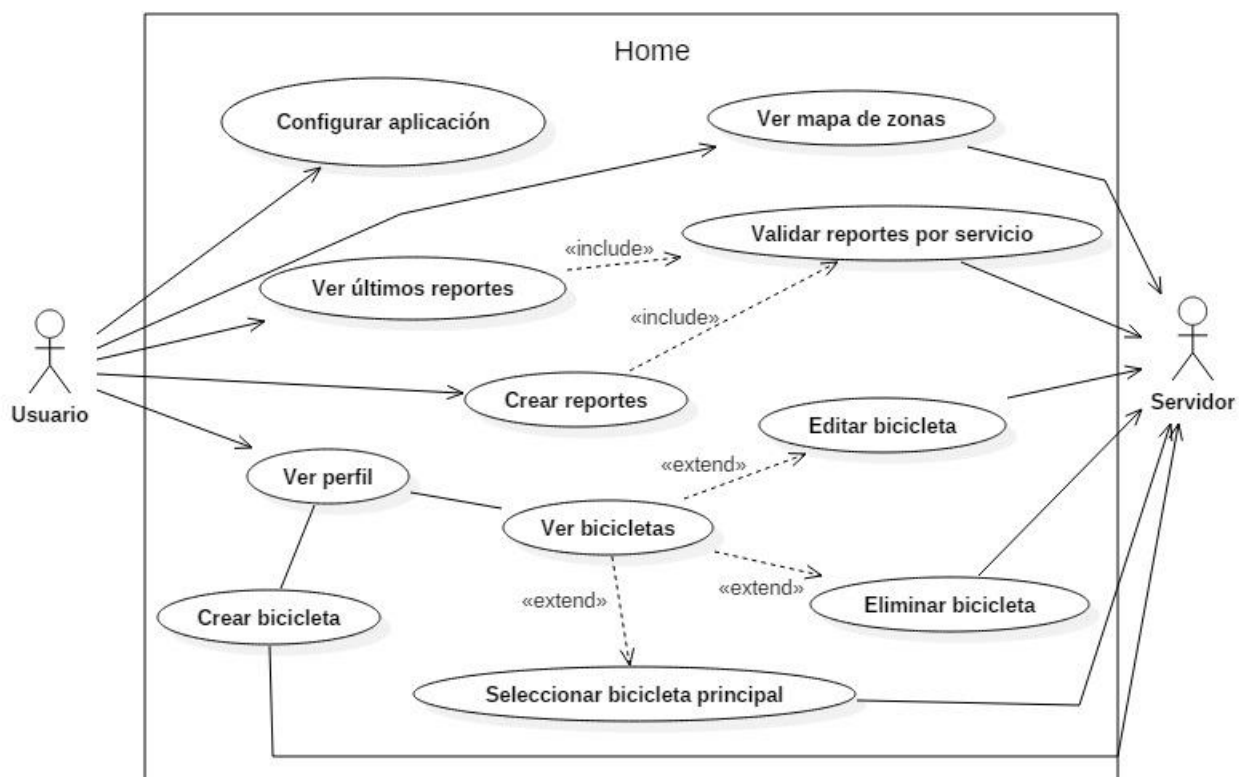 Home
Configurar aplicación
Ver mapa de zonas
Validar reportes por servicio
«include»
Ver últimos reportes
«include»
Usuario
Crear reportes
Servidor
Editar bicicleta
«extend»
Ver perfil
Ver bicicletas
«extend»
«extend»
Eliminar bicicleta
Crear bicicleta
Seleccionar bicicleta principal